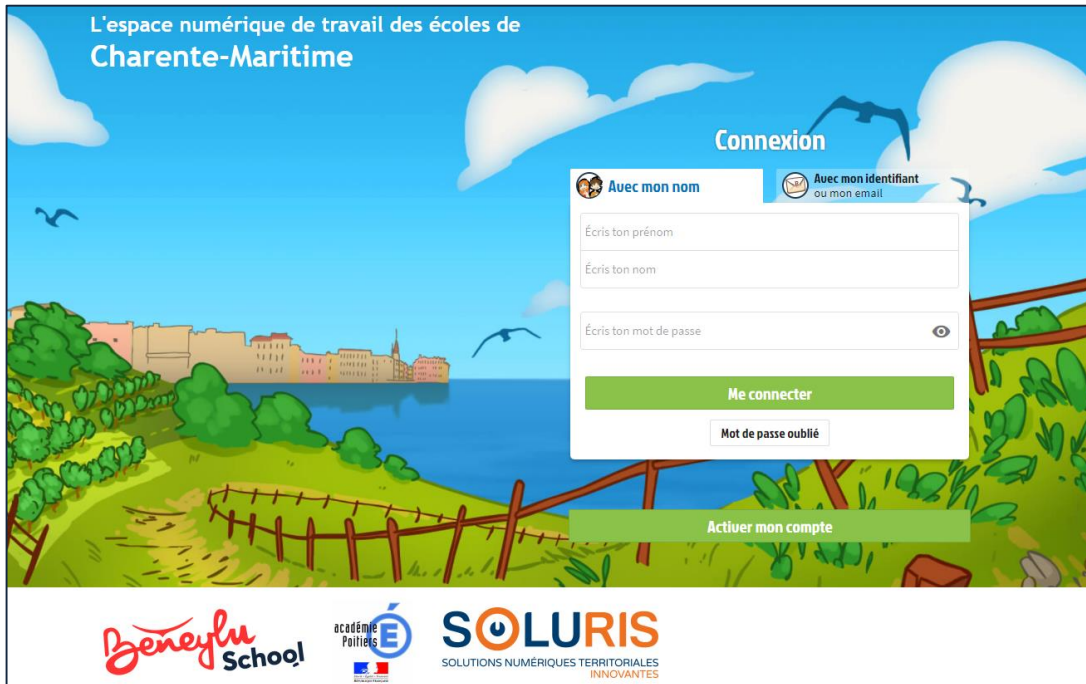 L'espace numérique de travail des écoles de
Charente-Maritime
Connexion
Avec mon nom
Avec mon identifiant
ou mon email
Écris ton prénom
Écris ton nom
Écris ton mot de passe
Me connecter
Mot de passe oublié
Activer mon compte
Beneylu
School
académie
Poitiers
É
SOLURIS
SOLUTIONS NUMÉRIQUES TERRITORIALES
INNOVANTES